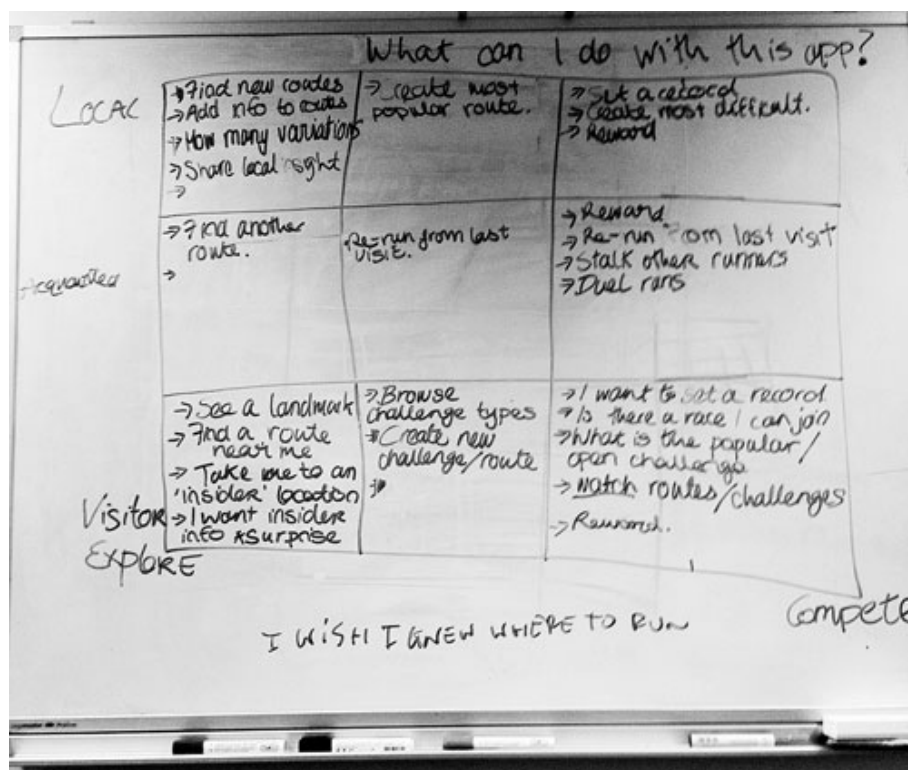 What can I do with this app?
LOCAL
→ Find new routes
→ Add info to routes
→ How many variations
→ Share local insight
→
→ Create most
popular route.
→ Set a record
→ Create most difficult.
→ Reward
Acquainted
→ Find another
route.
→
Re-run from last
visit.
→ Reward
→ Re-run from last visit
→ Stalk other runners
→ Duel runs
Visitor
→ See a landmark
→ Find a route
near me
→ Take me to an
'insider' location
→ I want insider
info *surprise
→ Browse
challenge types
→ Create new
challenge/route
→ I want to set a record
→ Is there a race I can join
→ What is the popular/
open challenge
→ Match routes/challenges
→ Reward.
EXPLORE
Compete
I WISH I KNEW WHERE TO RUN